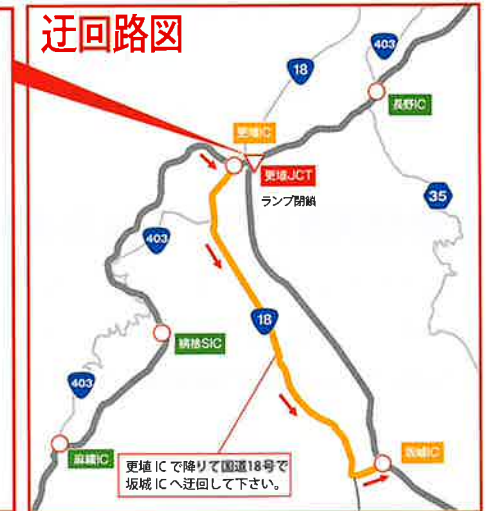 迂回路図
403
18
長野IC
更埴IC
更埴JCT
ランプ閉鎖
35
403
18
姨捨SIC
403
麻績IC
坂城IC
更埴ICで降りて国道18号で
坂城ICへ迂回して下さい。